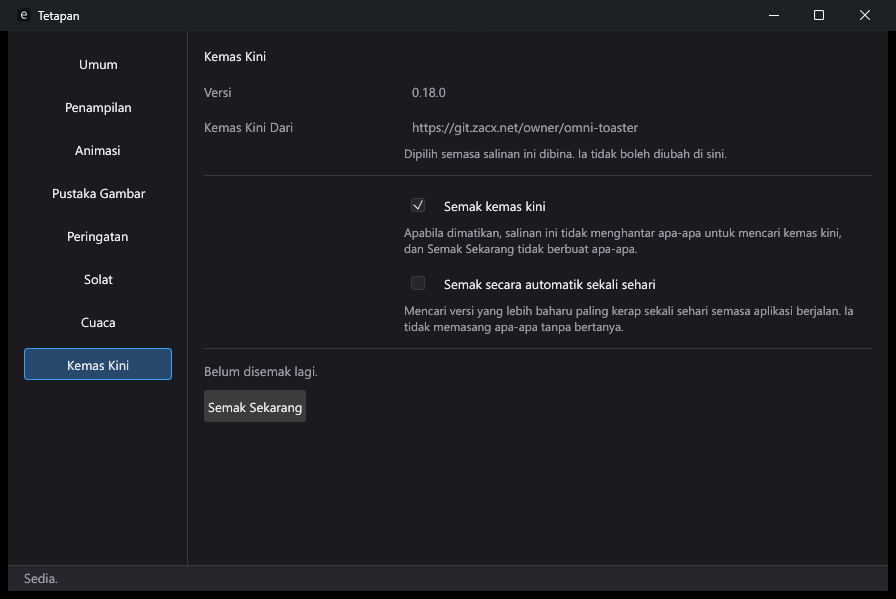 e Tetapan
Umum
Penampilan
Animasi
Pustaka Gambar
Peringatan
Solat
Cuaca
Kemas Kini
Kemas Kini
Versi 0.18.0
Kemas Kini Dari https://git.zacx.net/owner/omni-toaster
Dipilih semasa salinan ini dibina. Ia tidak boleh diubah di sini.
Semak kemas kini
Apabila dimatikan, salinan ini tidak menghantar apa-apa untuk mencari kemas kini,
dan Semak Sekarang tidak berbuat apa-apa.
Semak secara automatik sekali sehari
Mencari versi yang lebih baharu paling kerap sekali sehari semasa aplikasi berjalan. Ia
tidak memasang apa-apa tanpa bertanya.
Belum disemak lagi.
Semak Sekarang
Sedia.